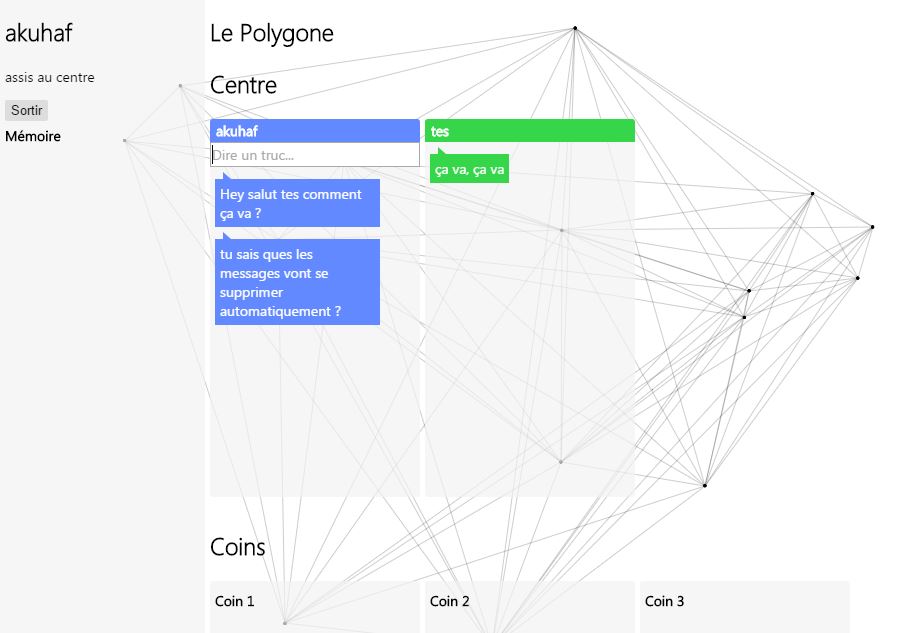 akuhaf
assis au centre
Sortir
Mémoire
Le Polygone
Centre
akuhaf
Dire un truc...
Hey salut tes comment
ça va ?
tu sais ques les
messages vont se
supprimer
automatiquement ?
tes
ça va, ça va
Coins
Coin 1
Coin 2
Coin 3